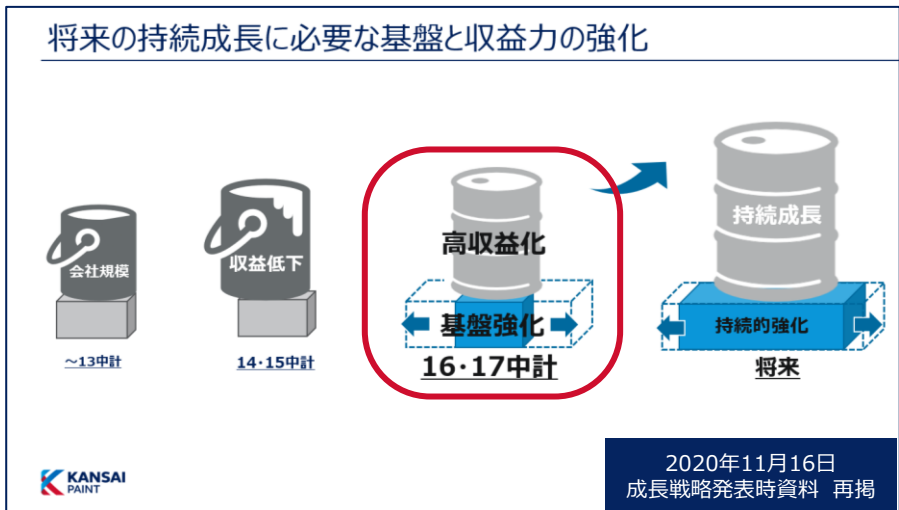 将来の持続成長に必要な基盤と収益力の強化
会社規模
～13中計
収益低下
14・15中計
高収益化
基盤強化
16・17中計
持続成長
持続的強化
将来
KANSAI
PAINT
2020年11月16日
成長戦略発表時資料 再掲